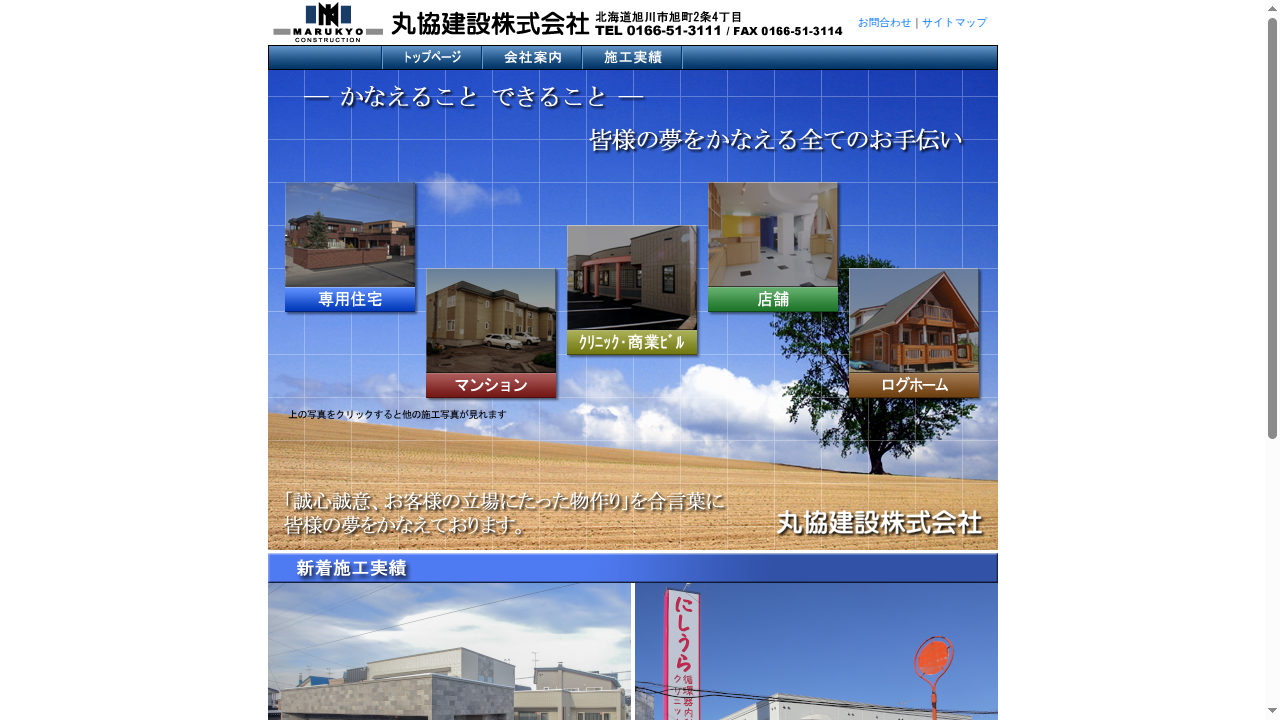 MARUKYO
CONSTRUCTION
丸協建設株式会社
北海道旭川市旭町2条4丁目
TEL 0166-51-3111 / FAX 0166-51-3114
お問合わせ | サイトマップ
トップページ 会社案内 施工実績
― かなえること できること ―
皆様の夢をかなえる全てのお手伝い
専用住宅
マンション
ｸﾘﾆｯｸ・商業ﾋﾞﾙ
店舗
ログホーム
上の写真をクリックすると他の施工写真が見れます
「誠心誠意、お客様の立場にたった物作り」を合言葉に
皆様の夢をかなえております。
丸協建設株式会社
新着施工実績
にしうら
循環器内
クリニッ